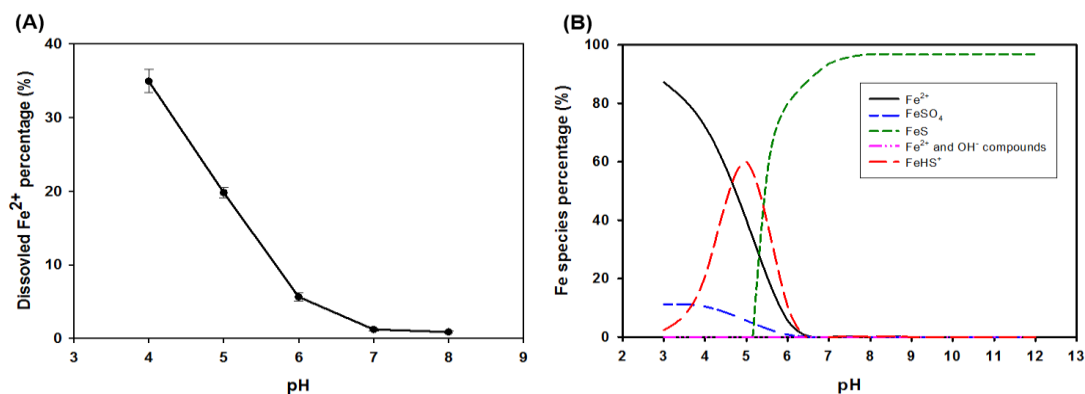 (A)
Dissovled Fe2+ percentage (%)
40
30
20
10
0
3 4 5 6 7 8 9
pH
(B)
Fe species percentage (%)
100
80
60
40
20
0
Fe2+
FeSO4
FeS
Fe2+ and OH- compounds
FeHS+
2 3 4 5 6 7 8 9 10 11 12 13
pH